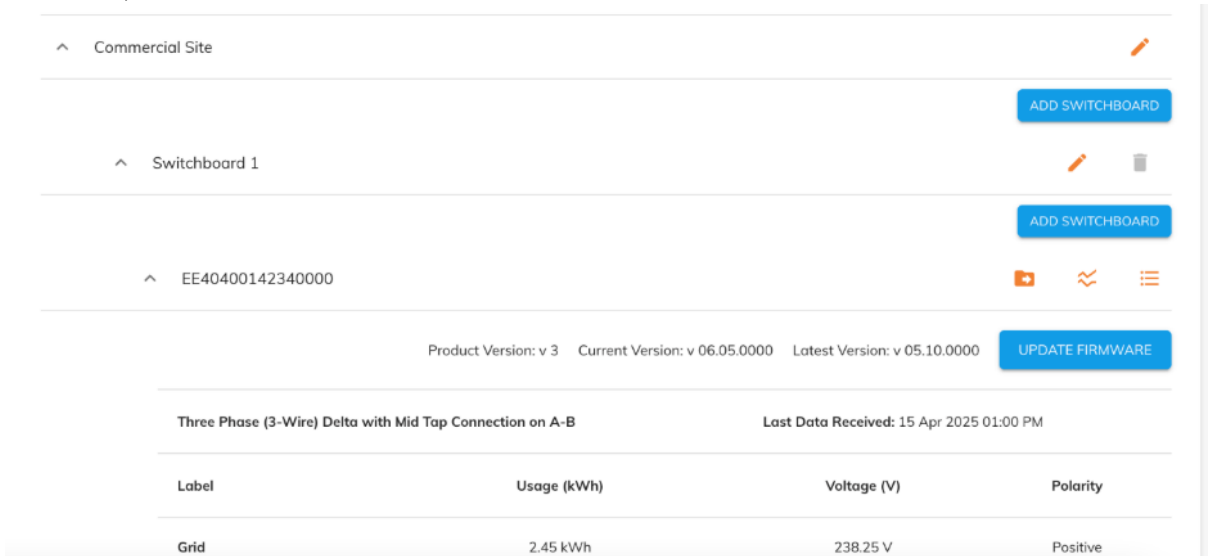 Commercial Site
ADD SWITCHBOARD
Switchboard 1
ADD SWITCHBOARD
EE40400142340000
Product Version: v 3 Current Version: v 06.05.0000 Latest Version: v 05.10.0000 UPDATE FIRMWARE
Three Phase (3-Wire) Delta with Mid Tap Connection on A-B Last Data Received: 15 Apr 2025 01:00 PM
Label Usage (kWh) Voltage (V) Polarity
Grid 2.45 kWh 238.25 V Positive